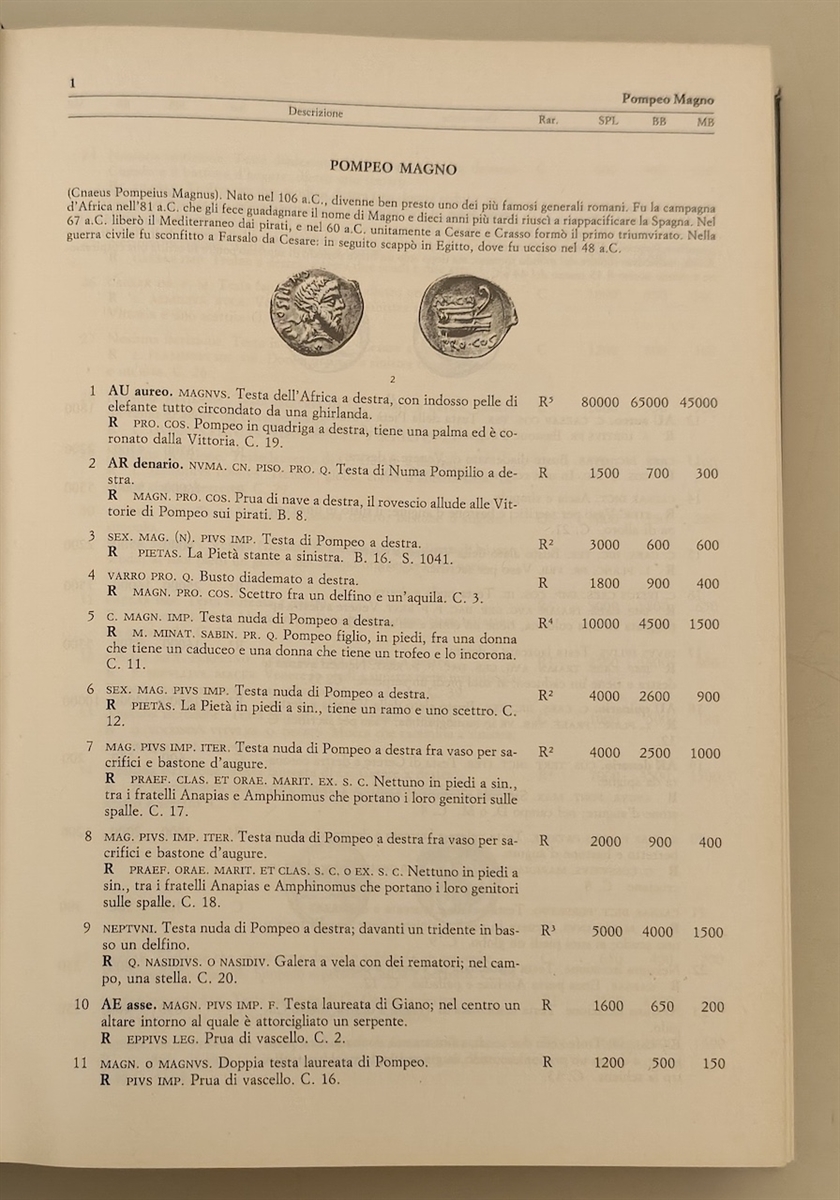 1
Pompeo Magno
Descrizione Rar. SPL BB MB
POMPEO MAGNO
(Cnaeus Pompeius Magnus). Nato nel 106 a.C., divenne ben presto uno dei più famosi generali romani. Fu la campagna
d'Africa nell'81 a.C. che gli fece guadagnare il nome di Magno e dieci anni più tardi riuscì a riappacificare la Spagna. Nel
67 a.C. liberò il Mediterraneo dai pirati, e nel 60 a.C. unitamente a Cesare e Crasso formò il primo triumvirato. Nella
guerra civile fu sconfitto a Farsalo da Cesare: in seguito scappò in Egitto, dove fu ucciso nel 48 a.C.
PRO·COS
2
1 AU aureo. MAGNVS. Testa dell'Africa a destra, con indosso pelle di R⁵ 80000 65000 45000
elefante tutto circondato da una ghirlanda.
R PRO. COS. Pompeo in quadriga a destra, tiene una palma ed è co-
ronato dalla Vittoria. C. 19.
2 AR denario. NVMA. CN. PISO. PRO. Q. Testa di Numa Pompilio a de- R 1500 700 300
stra.
R MAGN. PRO. COS. Prua di nave a destra, il rovescio allude alle Vit-
torie di Pompeo sui pirati. B. 8.
3 SEX. MAG. (N). PIVS IMP. Testa di Pompeo a destra. R² 3000 600 600
R PIETAS. La Pietà stante a sinistra. B. 16. S. 1041.
4 VARRO PRO. Q. Busto diademato a destra. R 1800 900 400
R MAGN. PRO. COS. Scettro fra un delfino e un'aquila. C. 3.
5 C. MAGN. IMP. Testa nuda di Pompeo a destra. R⁴ 10000 4500 1500
R M. MINAT. SABIN. PR. Q. Pompeo figlio, in piedi, fra una donna
che tiene un caduceo e una donna che tiene un trofeo e lo incorona.
C. 11.
6 SEX. MAG. PIVS IMP. Testa nuda di Pompeo a destra. R² 4000 2600 900
R PIETAS. La Pietà in piedi a sin., tiene un ramo e uno scettro. C.
12.
7 MAG. PIVS IMP. ITER. Testa nuda di Pompeo a destra fra vaso per sa- R² 4000 2500 1000
crifici e bastone d'augure.
R PRAEF. CLAS. ET ORAE. MARIT. EX. S. C. Nettuno in piedi a sin.,
tra i fratelli Anapias e Amphinomus che portano i loro genitori sulle
spalle. C. 17.
8 MAG. PIVS. IMP. ITER. Testa nuda di Pompeo a destra fra vaso per sa- R 2000 900 400
crifici e bastone d'augure.
R PRAEF. ORAE. MARIT. ET CLAS. S. C. O EX. S. C. Nettuno in piedi a
sin., tra i fratelli Anapias e Amphinomus che portano i loro genitori
sulle spalle. C. 18.
9 NEPTVNI. Testa nuda di Pompeo a destra; davanti un tridente in bas- R³ 5000 4000 1500
so un delfino.
R Q. NASIDIVS. O NASIDIV. Galera a vela con dei rematori; nel cam-
po, una stella. C. 20.
10 AE asse. MAGN. PIVS IMP. F. Testa laureata di Giano; nel centro un R 1600 650 200
altare intorno al quale è attorcigliato un serpente.
R EPPIVS LEG. Prua di vascello. C. 2.
11 MAGN. O MAGNVS. Doppia testa laureata di Pompeo. R 1200 500 150
R PIVS IMP. Prua di vascello. C. 16.